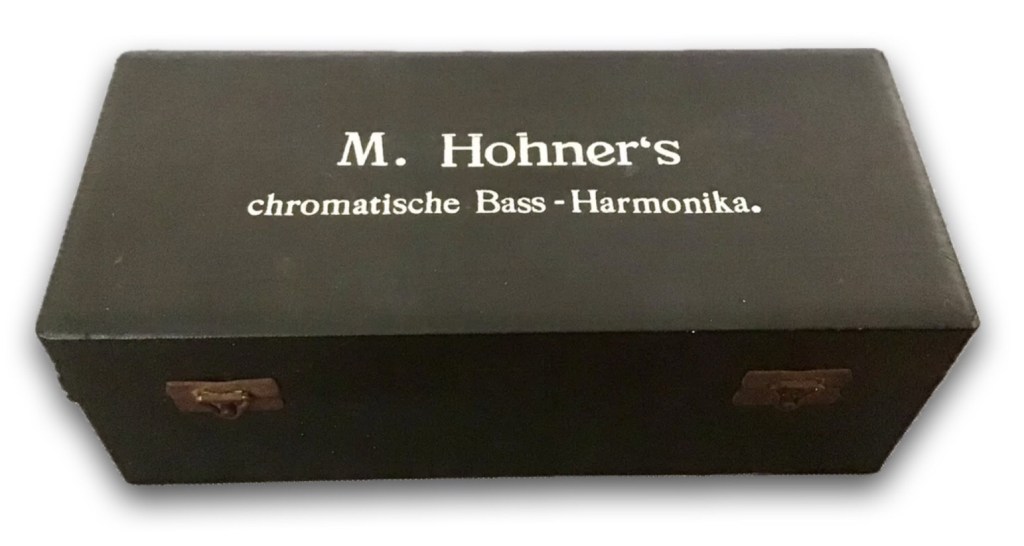 M. Hohner‘s
chromatische Bass - Harmonika.